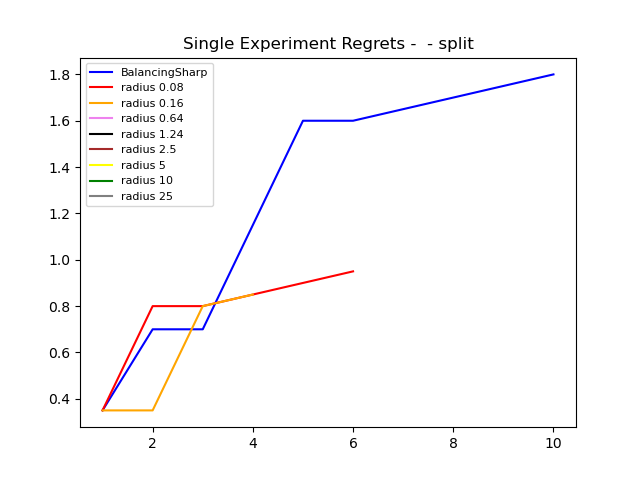 Single Experiment Regrets -  - split
BalancingSharp
radius 0.08
radius 0.16
radius 0.64
radius 1.24
radius 2.5
radius 5
radius 10
radius 25
1.8
1.6
1.4
1.2
1.0
0.8
0.6
0.4
2 4 6 8 10